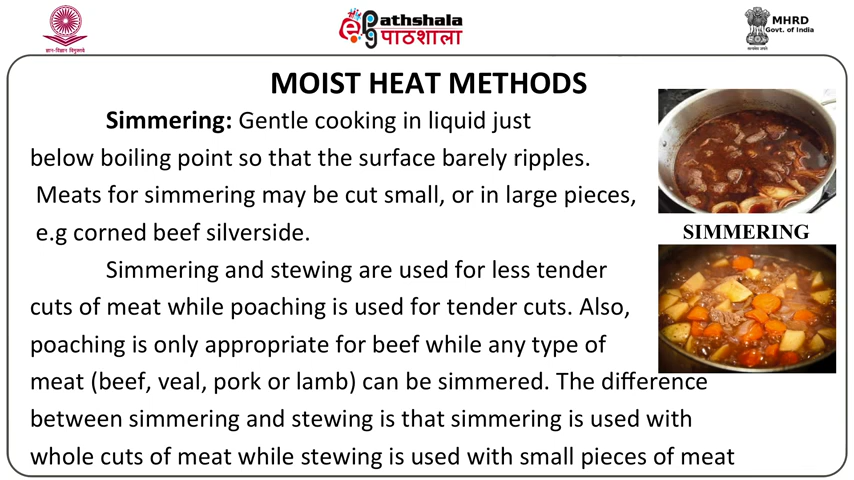 ज्ञान-विज्ञान विमुक्तये
epgpathshala
पाठशाला
MHRD
Govt. of India
MOIST HEAT METHODS
Simmering: Gentle cooking in liquid just
below boiling point so that the surface barely ripples.
Meats for simmering may be cut small, or in large pieces,
e.g corned beef silverside.
SIMMERING
Simmering and stewing are used for less tender
cuts of meat while poaching is used for tender cuts. Also,
poaching is only appropriate for beef while any type of
meat (beef, veal, pork or lamb) can be simmered. The difference
between simmering and stewing is that simmering is used with
whole cuts of meat while stewing is used with small pieces of meat